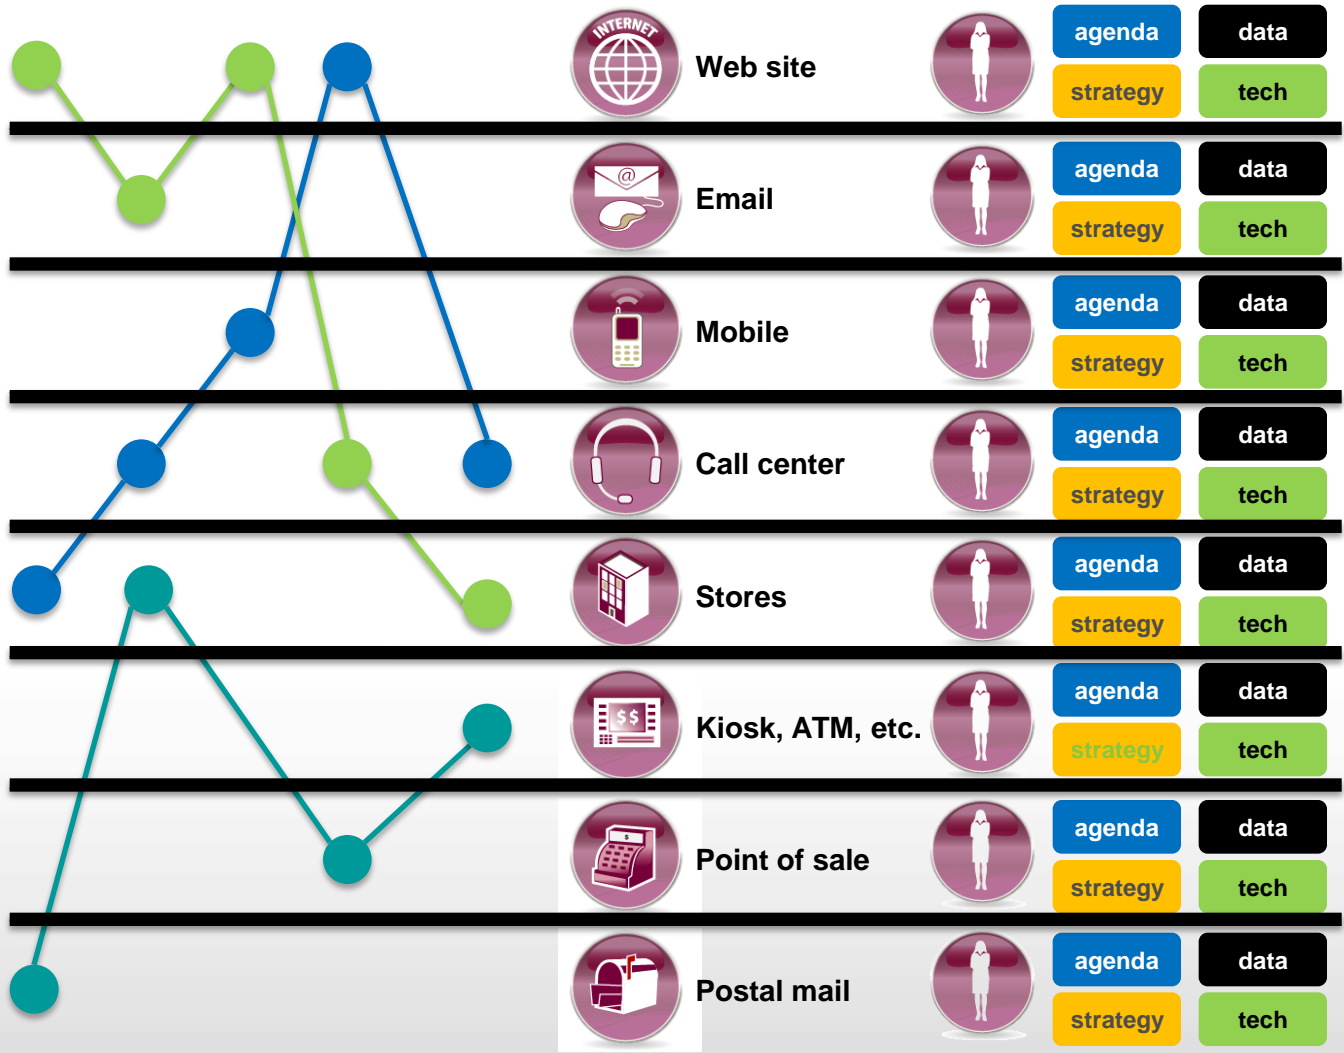 INTERNET
Web site
agenda data
strategy tech
@
Email
agenda data
strategy tech
Mobile
agenda data
strategy tech
Call center
agenda data
strategy tech
Stores
agenda data
strategy tech
$$
Kiosk, ATM, etc.
agenda data
strategy tech
$
Point of sale
agenda data
strategy tech
Postal mail
agenda data
strategy tech